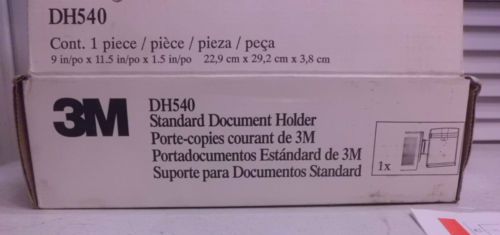 DH540
Cont. 1 piece / pièce / pieza / peça
9 in/po x 11.5 in/po x 1.5 in/po 22,9 cm x 29,2 cm x 3,8 cm
3M
DH540
Standard Document Holder
Porte-copies courant de 3M
Portadocumentos Estándard de 3M
Suporte para Documentos Standard
1x